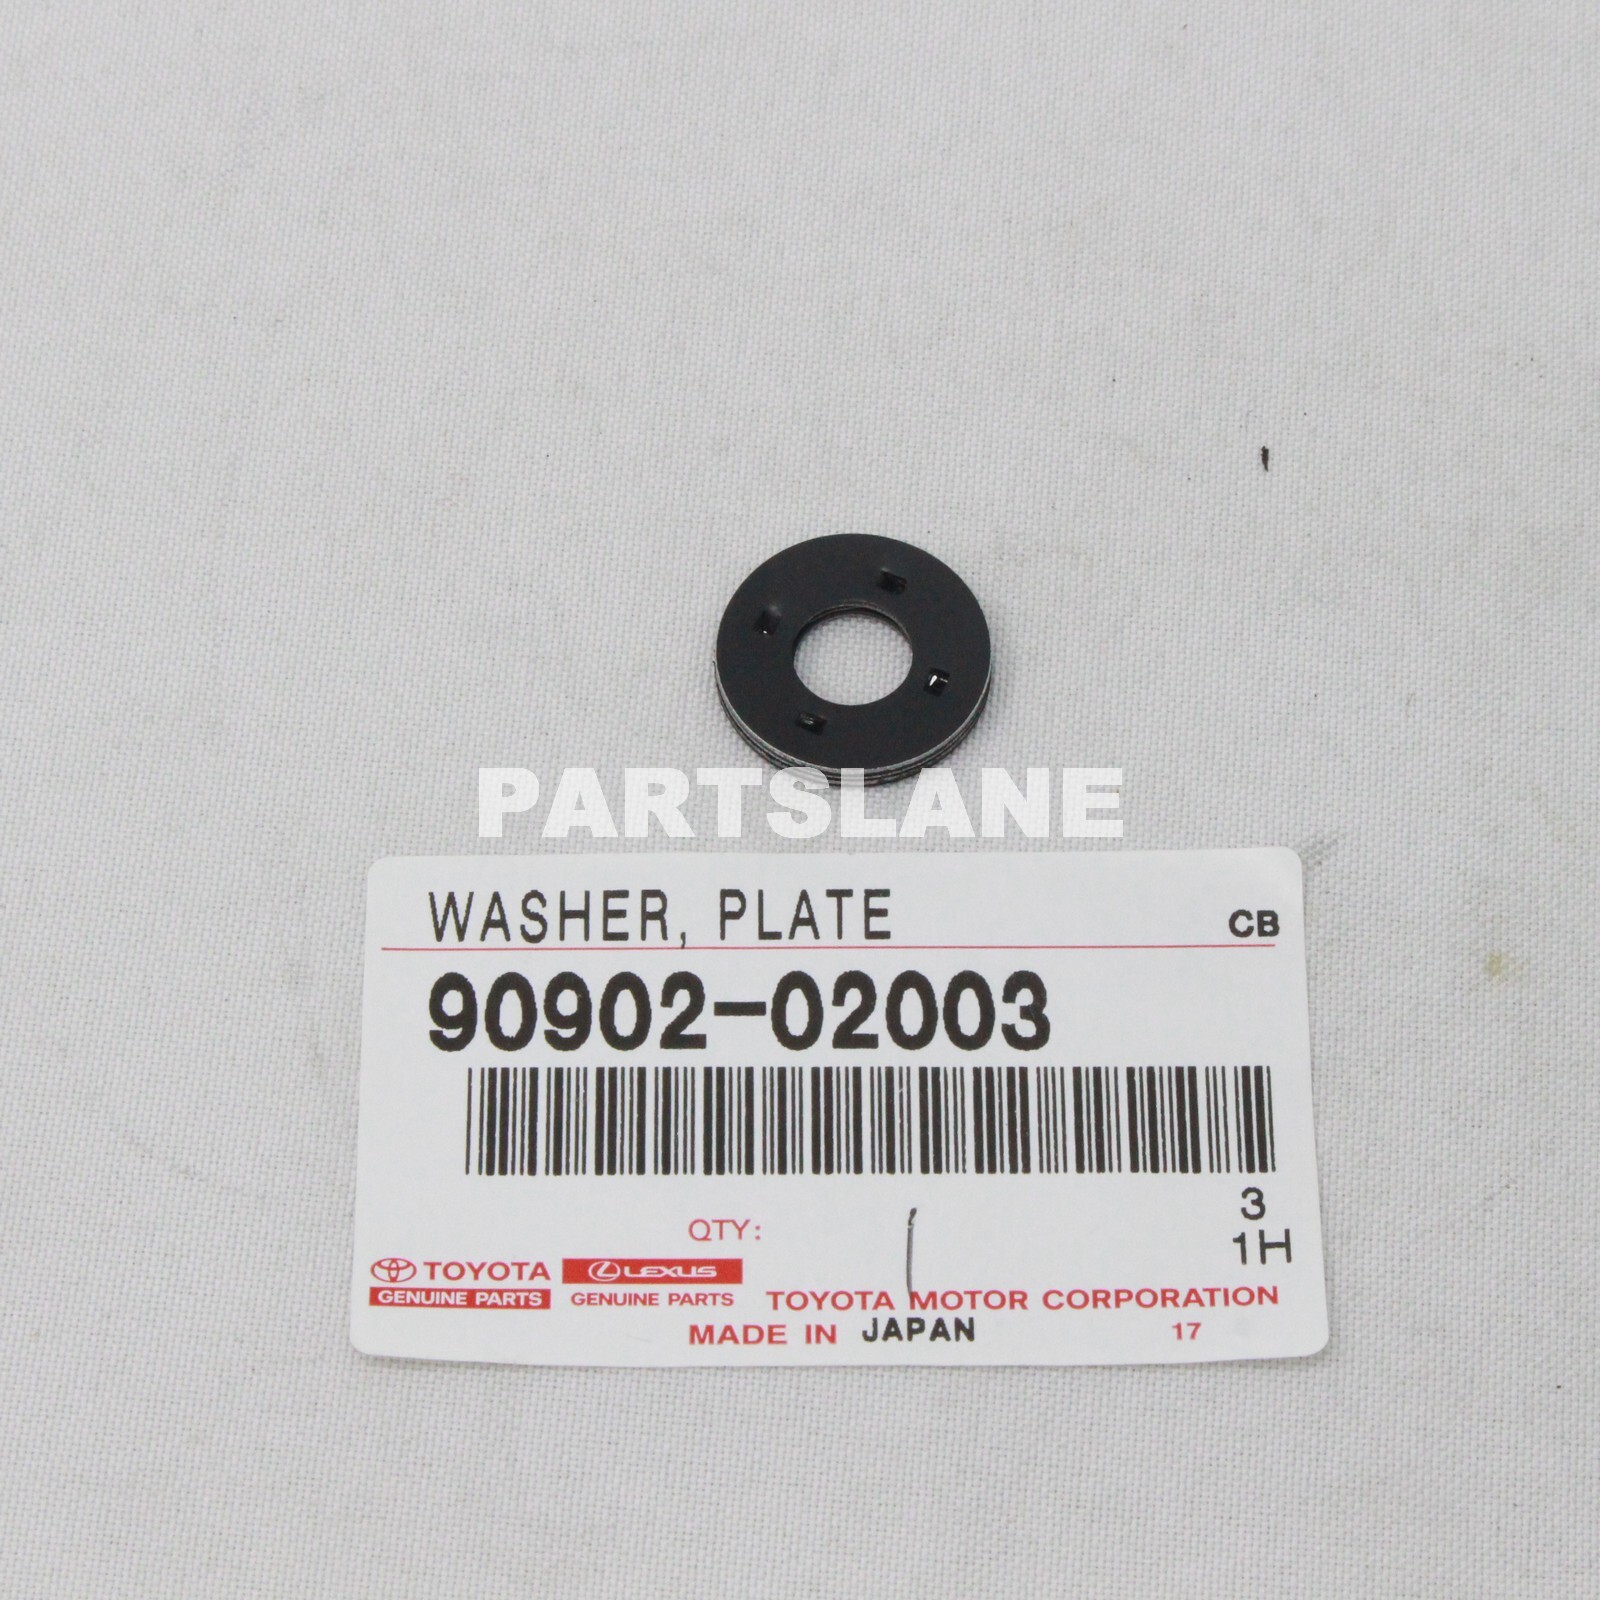 PARTSLANE
WASHER, PLATE CB
90902-02003
3
QTY: 1 1H
TOYOTA LEXUS
GENUINE PARTS GENUINE PARTS TOYOTA MOTOR CORPORATION
MADE IN JAPAN 17